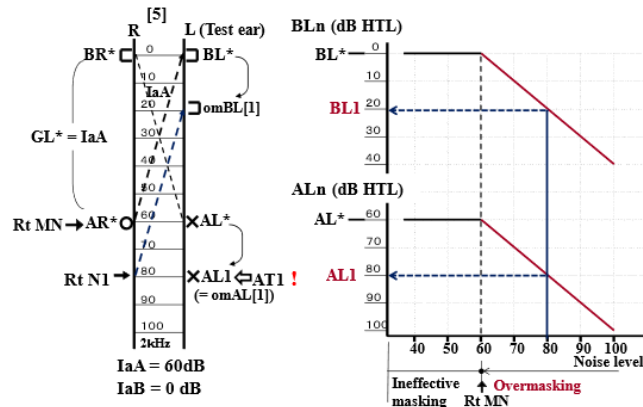 [5]
R L (Test ear)
BR* 0 BL*
10
IaA
20 omBL[1]
30
GL* = IaA
40
50
Rt MN AR* 60 AL*
70
Rt N1 80 AL1 AT1 !
(= omAL[1])
90
100
2kHz
IaA = 60dB
IaB = 0 dB
BLn (dB HTL)
BL* 0
10
BL1 20
30
40
ALn (dB HTL)
AL* 60
70
AL1 80
90
100
40 50 60 70 80 90 100
Noise level
Ineffective masking
Overmasking
Rt MN